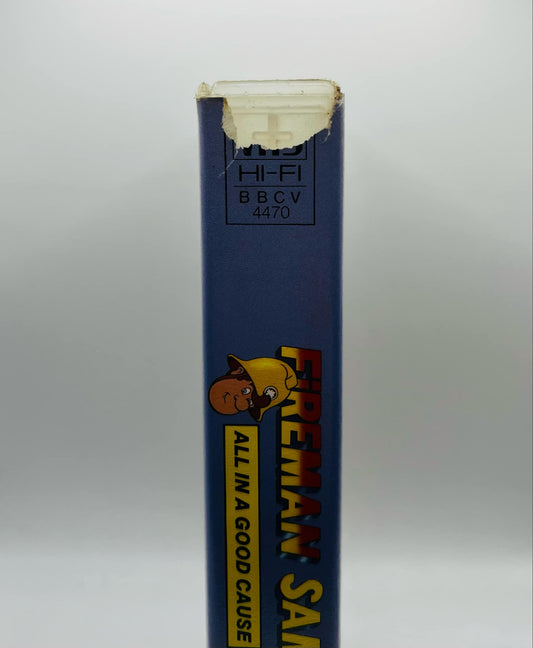 HI-FI
BBCV
4470
FIREMAN SAM
ALL IN A GOOD CAUSE